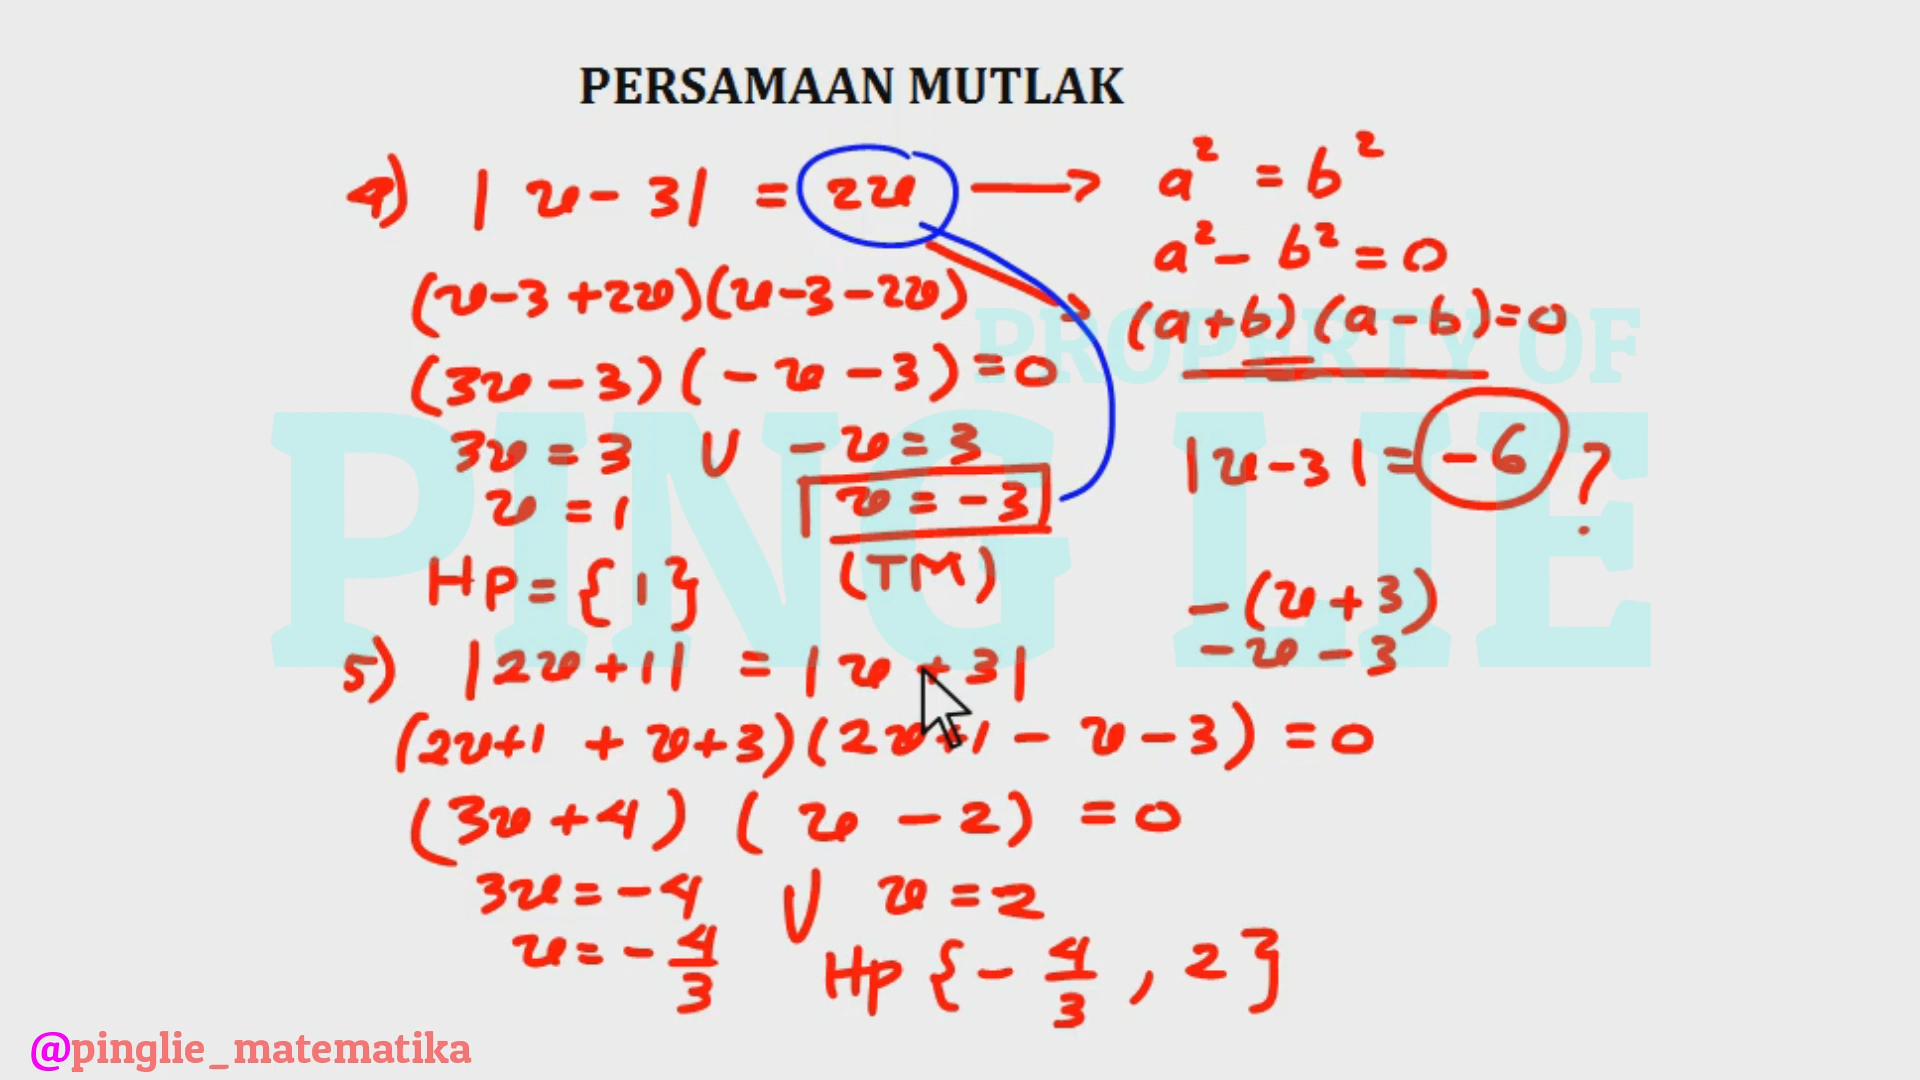 PERSAMAAN MUTLAK
4) |x - 3| = 2x → a² = b²
a² - b² = 0
(x-3 +2x)(x-3-2x) ⇒ (a+b)(a-b)=0
(3x-3)(-x-3)=0
3x = 3 V -x = 3
|x-3| = -6 ?
x = 1 x = -3
(TM)
Hp = {1}
-(x+3)
-x-3
5) |2x+1| = |x+3|
(2x+1 + x+3)(2x+1 - x-3) = 0
(3x+4) (x - 2) = 0
3x = -4 V x = 2
x = -4/3
Hp {-4/3, 2}
PROPERTY OF
PING LIE
@pinglie_matematika